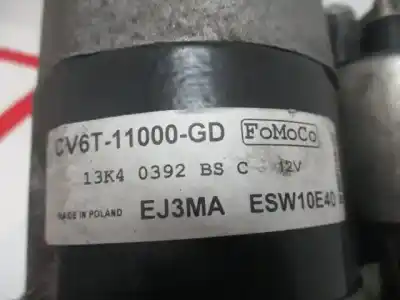 CV6T-11000-GD FoMoCo
13K4 0392 BS C 12V
MADE IN POLAND EJ3MA ESW10E40